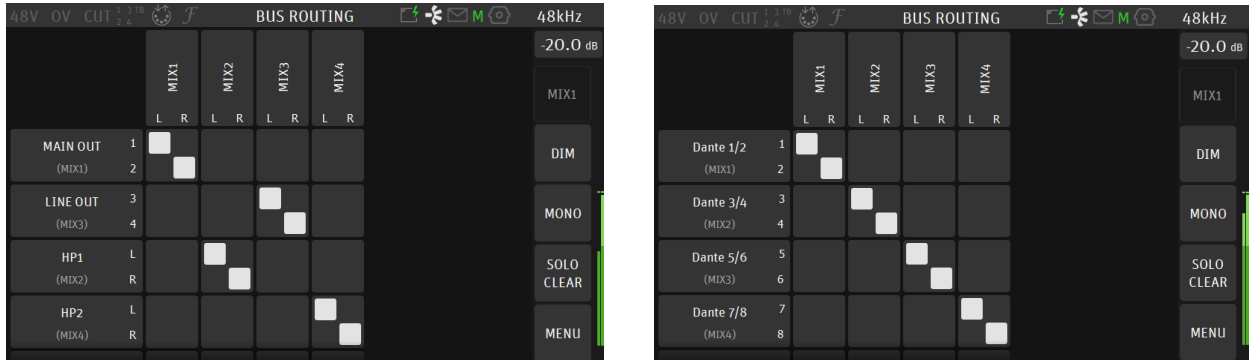 48V OV CUT 1 3 TB 2 4 F BUS ROUTING M 48kHz
-20.0 dB
MIX1 MIX2 MIX3 MIX4
MIX1
L R L R L R L R
MAIN OUT 1
(MIX1) 2
DIM
LINE OUT 3
(MIX3) 4
MONO
HP1 L
(MIX2) R
SOLO
CLEAR
HP2 L
(MIX4) R
MENU
48V OV CUT 1 3 TB 2 4 F BUS ROUTING M 48kHz
-20.0 dB
MIX1 MIX2 MIX3 MIX4
MIX1
L R L R L R L R
Dante 1/2 1
(MIX1) 2
DIM
Dante 3/4 3
(MIX2) 4
MONO
Dante 5/6 5
(MIX3) 6
SOLO
CLEAR
Dante 7/8 7
(MIX4) 8
MENU